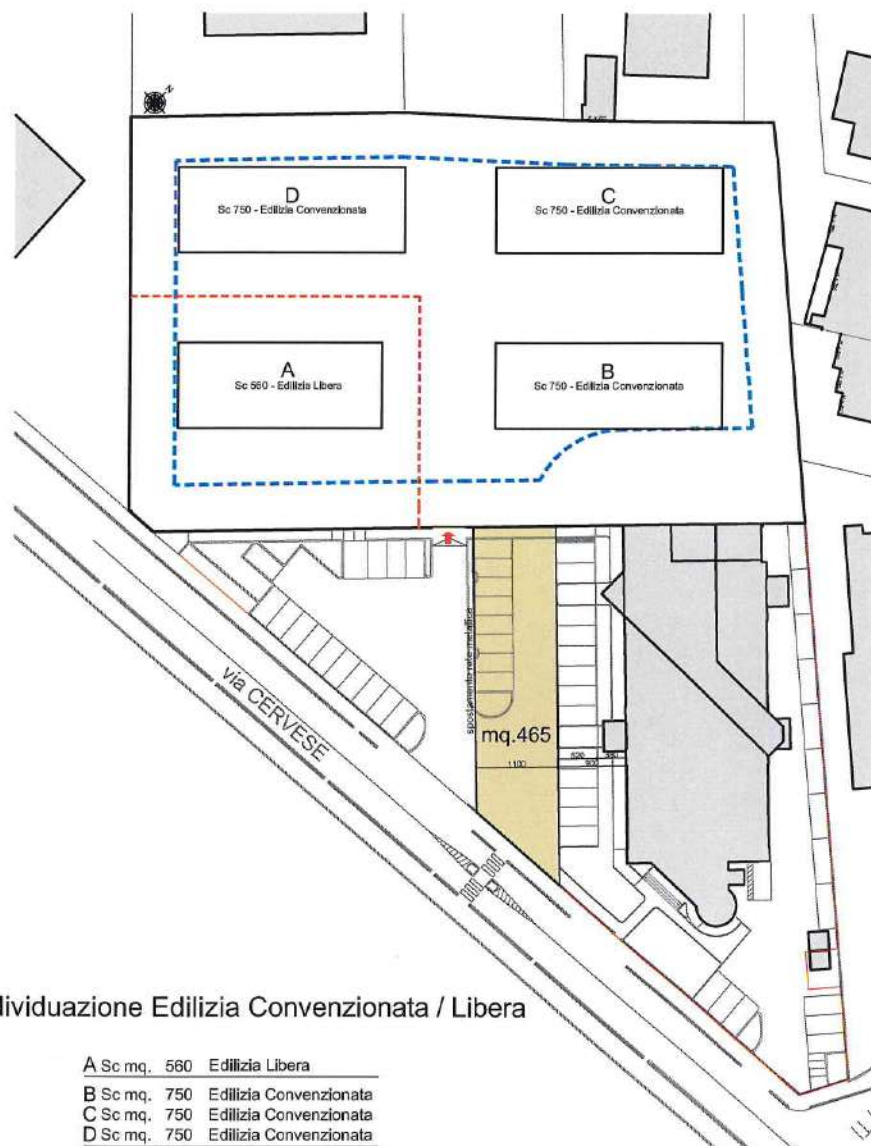 N
D
Sc 750 - Edilizia Convenzionata
C
Sc 750 - Edilizia Convenzionata
A
Sc 560 - Edilizia Libera
B
Sc 750 - Edilizia Convenzionata
spostamento rete metallica
via CERVESE
mq.465
1100
dividuazione Edilizia Convenzionata / Libera
A Sc mq. 560 Edilizia Libera
B Sc mq. 750 Edilizia Convenzionata
C Sc mq. 750 Edilizia Convenzionata
D Sc mq. 750 Edilizia Convenzionata